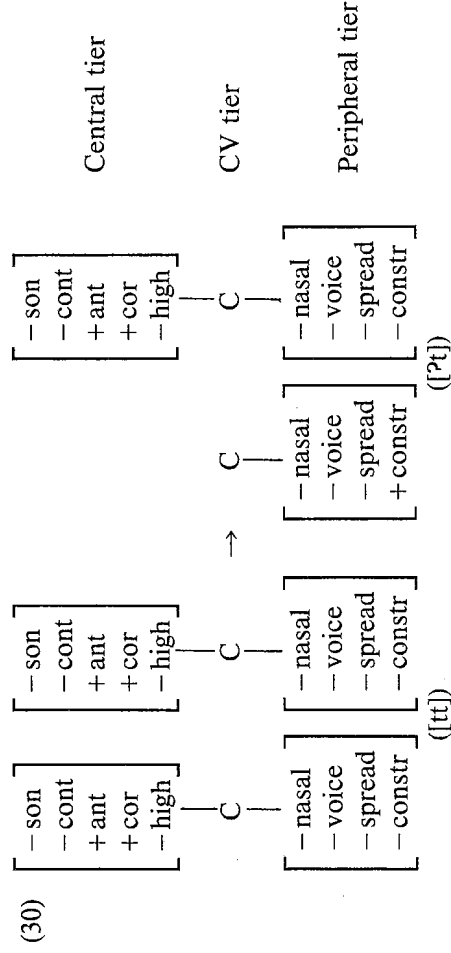 (30) −son −son −son
−cont −cont −cont
+ant +ant +ant Central tier
+cor +cor +cor
−high −high −high
C C → C C CV tier
−nasal −nasal −nasal −nasal
−voice −voice −voice −voice Peripheral tier
−spread −spread −spread −spread
−constr −constr +constr −constr
([tt]) ([ʔt])